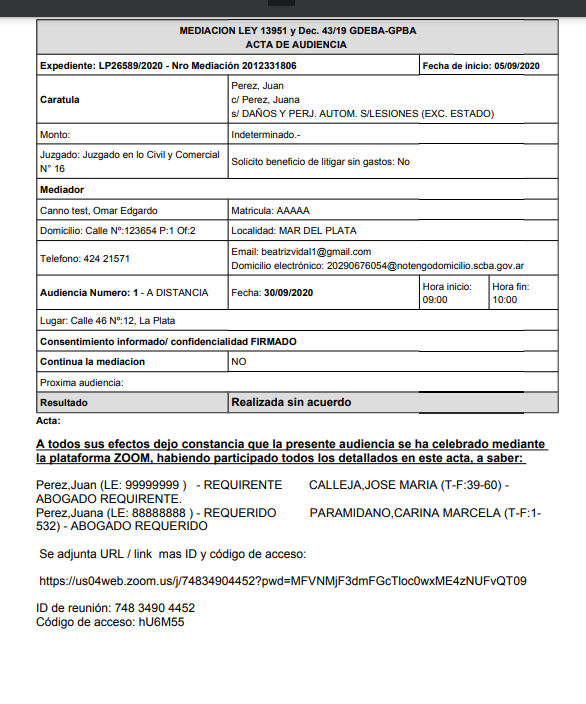 MEDIACION LEY 13951 y Dec. 43/19 GDEBA-GPBA
ACTA DE AUDIENCIA
Expediente: LP26589/2020 - Nro Mediación 2012331806
Fecha de inicio: 05/09/2020
Caratula
Perez, Juan
c/ Perez, Juana
s/ DAÑOS Y PERJ. AUTOM. S/LESIONES (EXC. ESTADO)
Monto:
Indeterminado.-
Juzgado: Juzgado en lo Civil y Comercial
N° 16
Solicito beneficio de litigar sin gastos: No
Mediador
Canno test, Omar Edgardo
Matricula: AAAAA
Domicilio: Calle Nº:123654 P:1 Of:2
Localidad: MAR DEL PLATA
Telefono: 424 21571
Email: beatrizvidal1@gmail.com
Domicilio electrónico: 20290676054@notengodomicilio.scba.gov.ar
Audiencia Numero: 1 - A DISTANCIA
Fecha: 30/09/2020
Hora inicio:
09:00
Hora fin:
10:00
Lugar: Calle 46 Nº:12, La Plata
Consentimiento informado/ confidencialidad FIRMADO
Continua la mediacion
NO
Proxima audiencia:
Resultado
Realizada sin acuerdo
Acta:
A todos sus efectos dejo constancia que la presente audiencia se ha celebrado mediante
la plataforma ZOOM, habiendo participado todos los detallados en este acta, a saber:
Perez,Juan (LE: 99999999 ) - REQUIRENTE CALLEJA,JOSE MARIA (T-F:39-60) -
ABOGADO REQUIRENTE.
Perez,Juana (LE: 88888888 ) - REQUERIDO PARAMIDANO,CARINA MARCELA (T-F:1-
532) - ABOGADO REQUERIDO
Se adjunta URL / link mas ID y código de acceso:
https://us04web.zoom.us/j/74834904452?pwd=MFVNMjF3dmFGcTloc0wxME4zNUFvQT09
ID de reunión: 748 3490 4452
Código de acceso: hU6M55